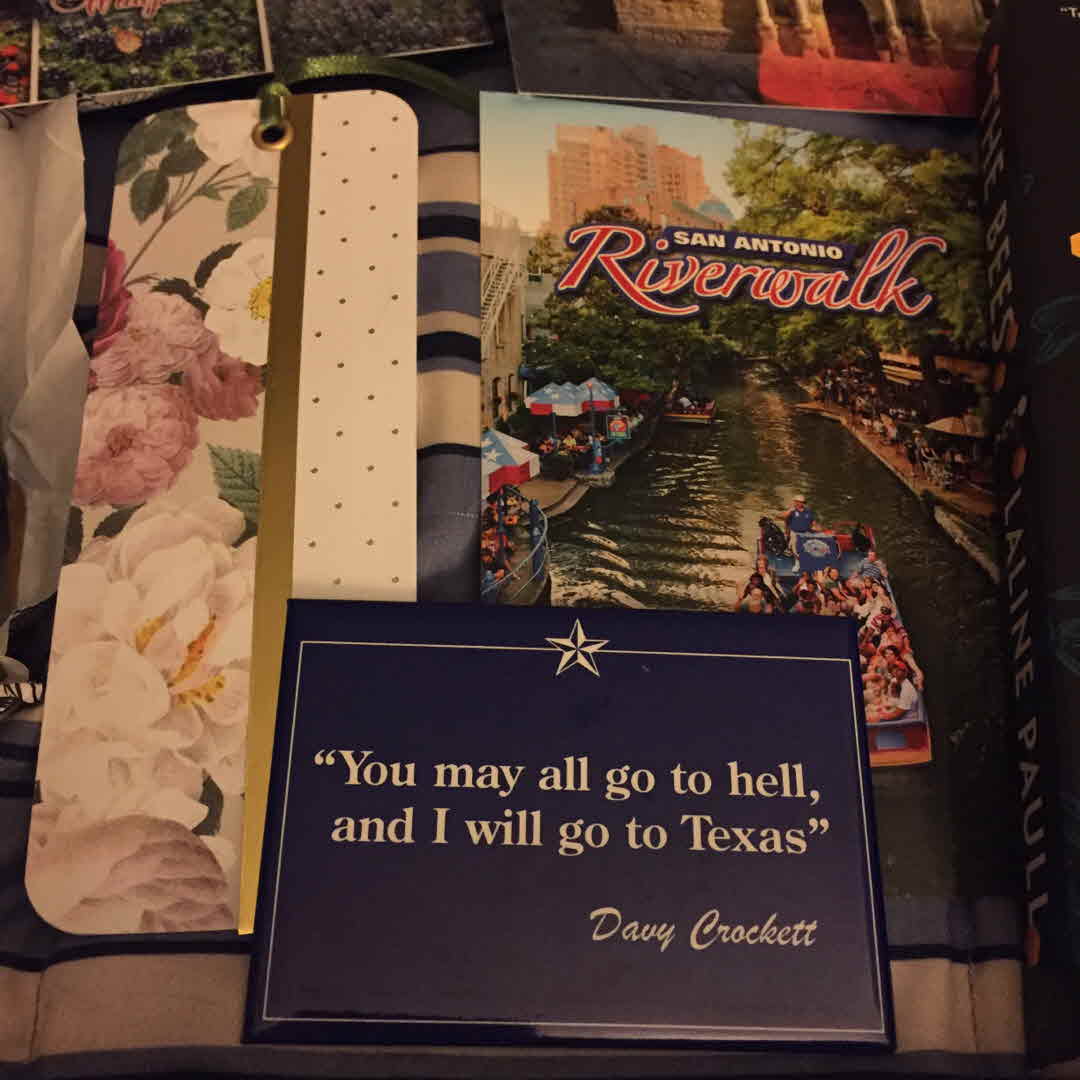 SAN ANTONIO
Riverwalk
THE BEES
LALINE PAULL
“You may all go to hell,
and I will go to Texas”
Davy Crockett